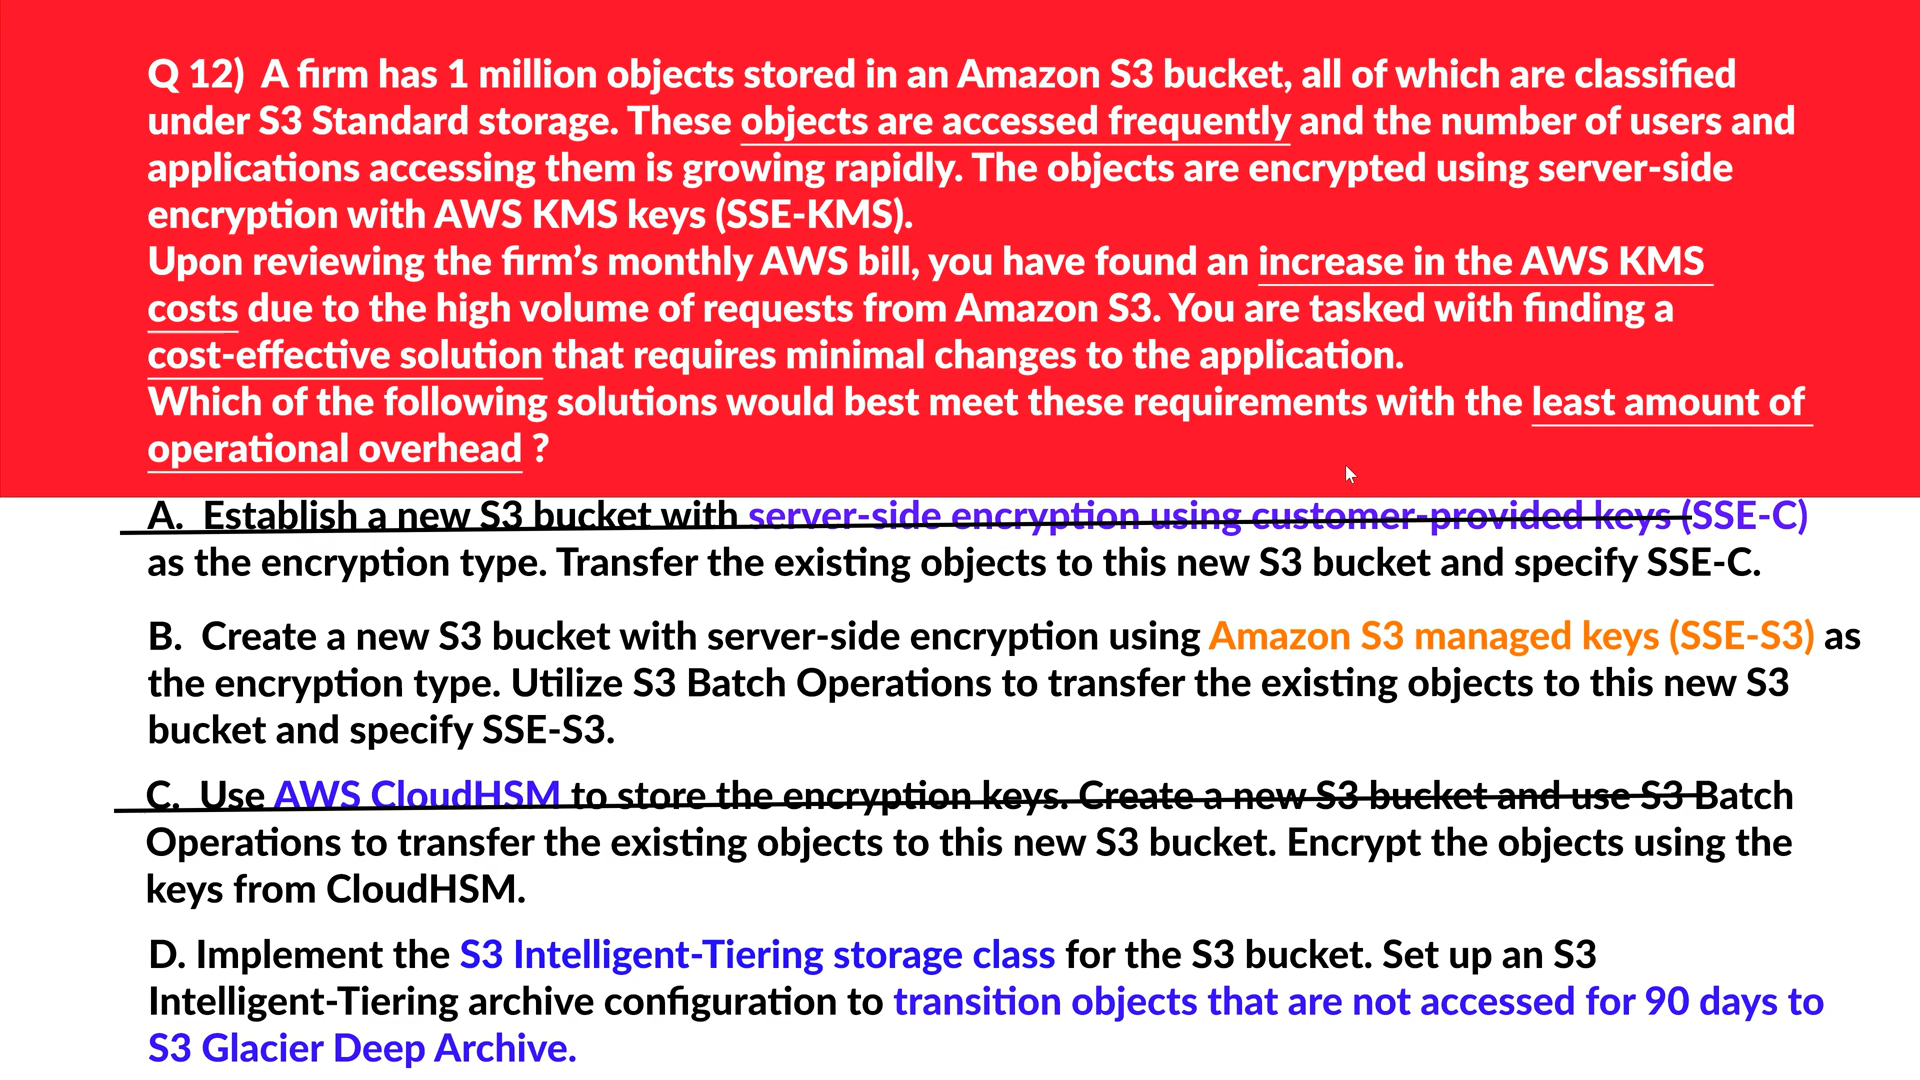 Q 12)  A firm has 1 million objects stored in an Amazon S3 bucket, all of which are classified
under S3 Standard storage. These objects are accessed frequently and the number of users and
applications accessing them is growing rapidly. The objects are encrypted using server-side
encryption with AWS KMS keys (SSE-KMS).
Upon reviewing the firm’s monthly AWS bill, you have found an increase in the AWS KMS
costs due to the high volume of requests from Amazon S3. You are tasked with finding a
cost-effective solution that requires minimal changes to the application.
Which of the following solutions would best meet these requirements with the least amount of
operational overhead ?
A.  Establish a new S3 bucket with server-side encryption using customer-provided keys (SSE-C)
as the encryption type. Transfer the existing objects to this new S3 bucket and specify SSE-C.
B.  Create a new S3 bucket with server-side encryption using Amazon S3 managed keys (SSE-S3) as
the encryption type. Utilize S3 Batch Operations to transfer the existing objects to this new S3
bucket and specify SSE-S3.
C.  Use AWS CloudHSM to store the encryption keys. Create a new S3 bucket and use S3 Batch
Operations to transfer the existing objects to this new S3 bucket. Encrypt the objects using the
keys from CloudHSM.
D. Implement the S3 Intelligent-Tiering storage class for the S3 bucket. Set up an S3
Intelligent-Tiering archive configuration to transition objects that are not accessed for 90 days to
S3 Glacier Deep Archive.